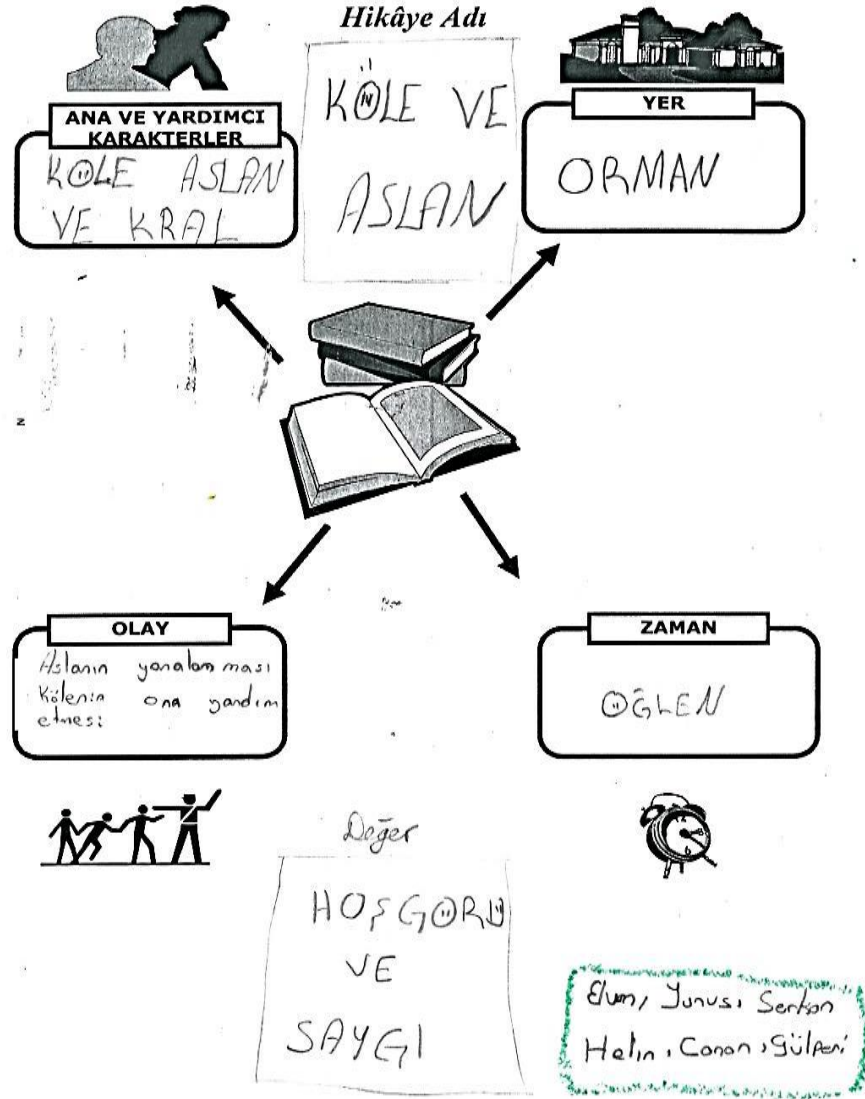 Hikâye Adı
KÖLE VE
ASLAN
ANA VE YARDIMCI
KARAKTERLER
KÖLE ASLAN
VE KRAL
YER
ORMAN
OLAY
Aslanın yaralanması
Kölenin ona yardım
etmesi
ZAMAN
ÖĞLEN
Değer
HOŞGÖRÜ
VE
SAYGI
Yunus, Serkan
Helin, Canan, Gülperi